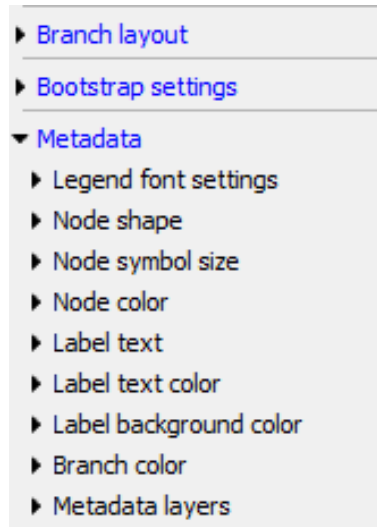 Branch layout
Bootstrap settings
Metadata
Legend font settings
Node shape
Node symbol size
Node color
Label text
Label text color
Label background color
Branch color
Metadata layers